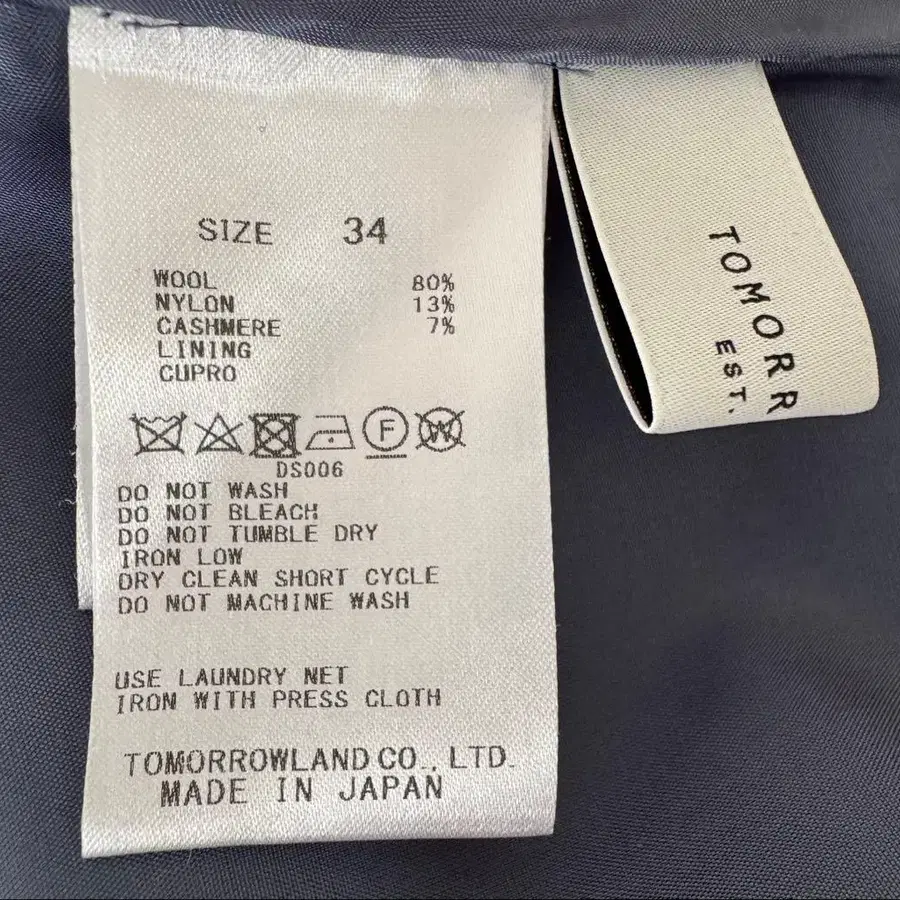 SIZE 34
WOOL 80%
NYLON 13%
CASHMERE 7%
LINING
CUPRO
F W
DS006
DO NOT WASH
DO NOT BLEACH
DO NOT TUMBLE DRY
IRON LOW
DRY CLEAN SHORT CYCLE
DO NOT MACHINE WASH
USE LAUNDRY NET
IRON WITH PRESS CLOTH
TOMORROWLAND CO., LTD.
MADE IN JAPAN
TOMORR
EST.